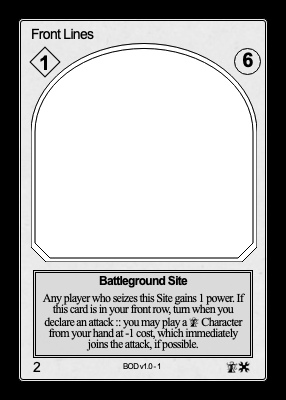 Front Lines
1
6
Battleground Site
Any player who seizes this Site gains 1 power. If
this card is in your front row, turn when you
declare an attack :: you may play a Character
from your hand at -1 cost, which immediately
joins the attack, if possible.
2
BOD v1.0 - 1